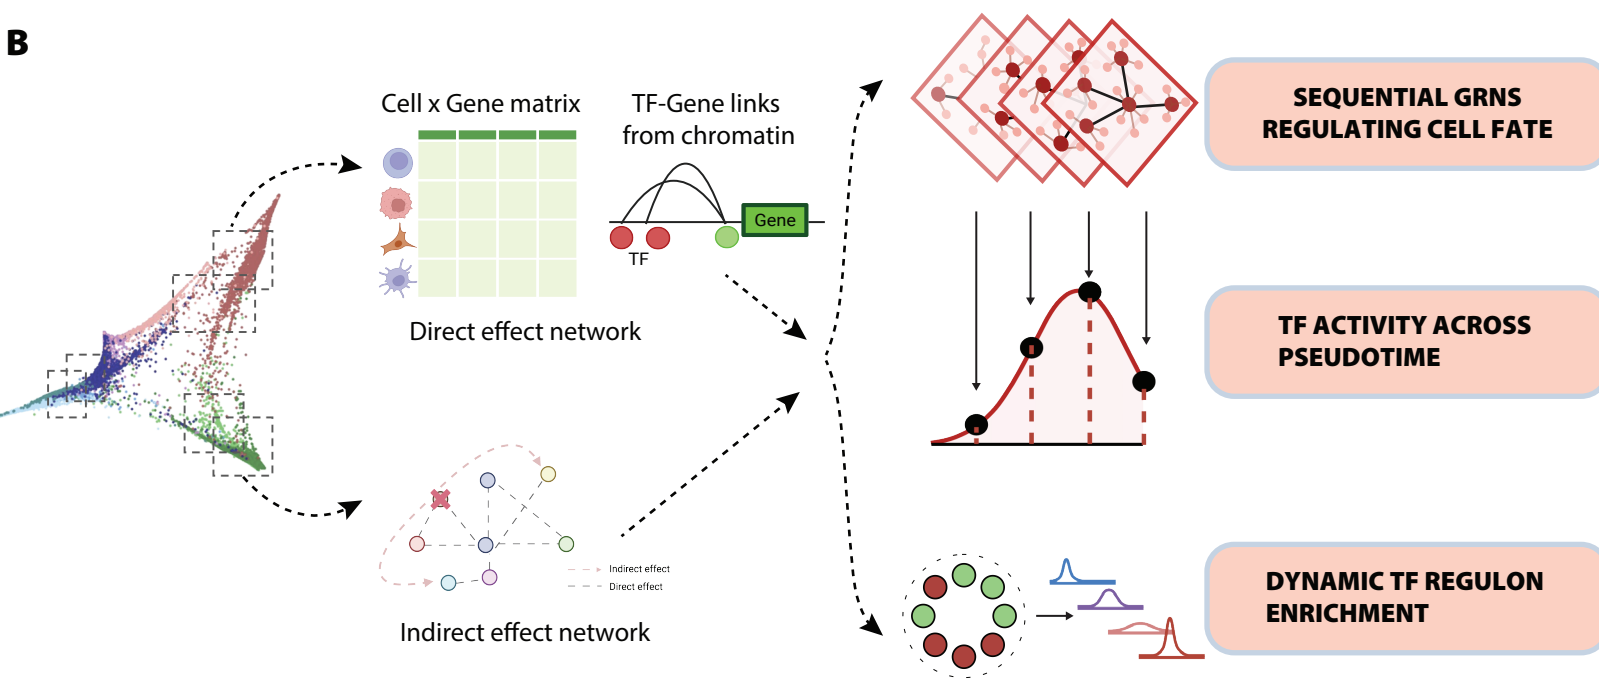 B
Cell x Gene matrix
TF-Gene links
from chromatin
Gene
TF
Direct effect network
Indirect effect
Direct effect
Indirect effect network
SEQUENTIAL GRNS
REGULATING CELL FATE
TF ACTIVITY ACROSS
PSEUDOTIME
DYNAMIC TF REGULON
ENRICHMENT